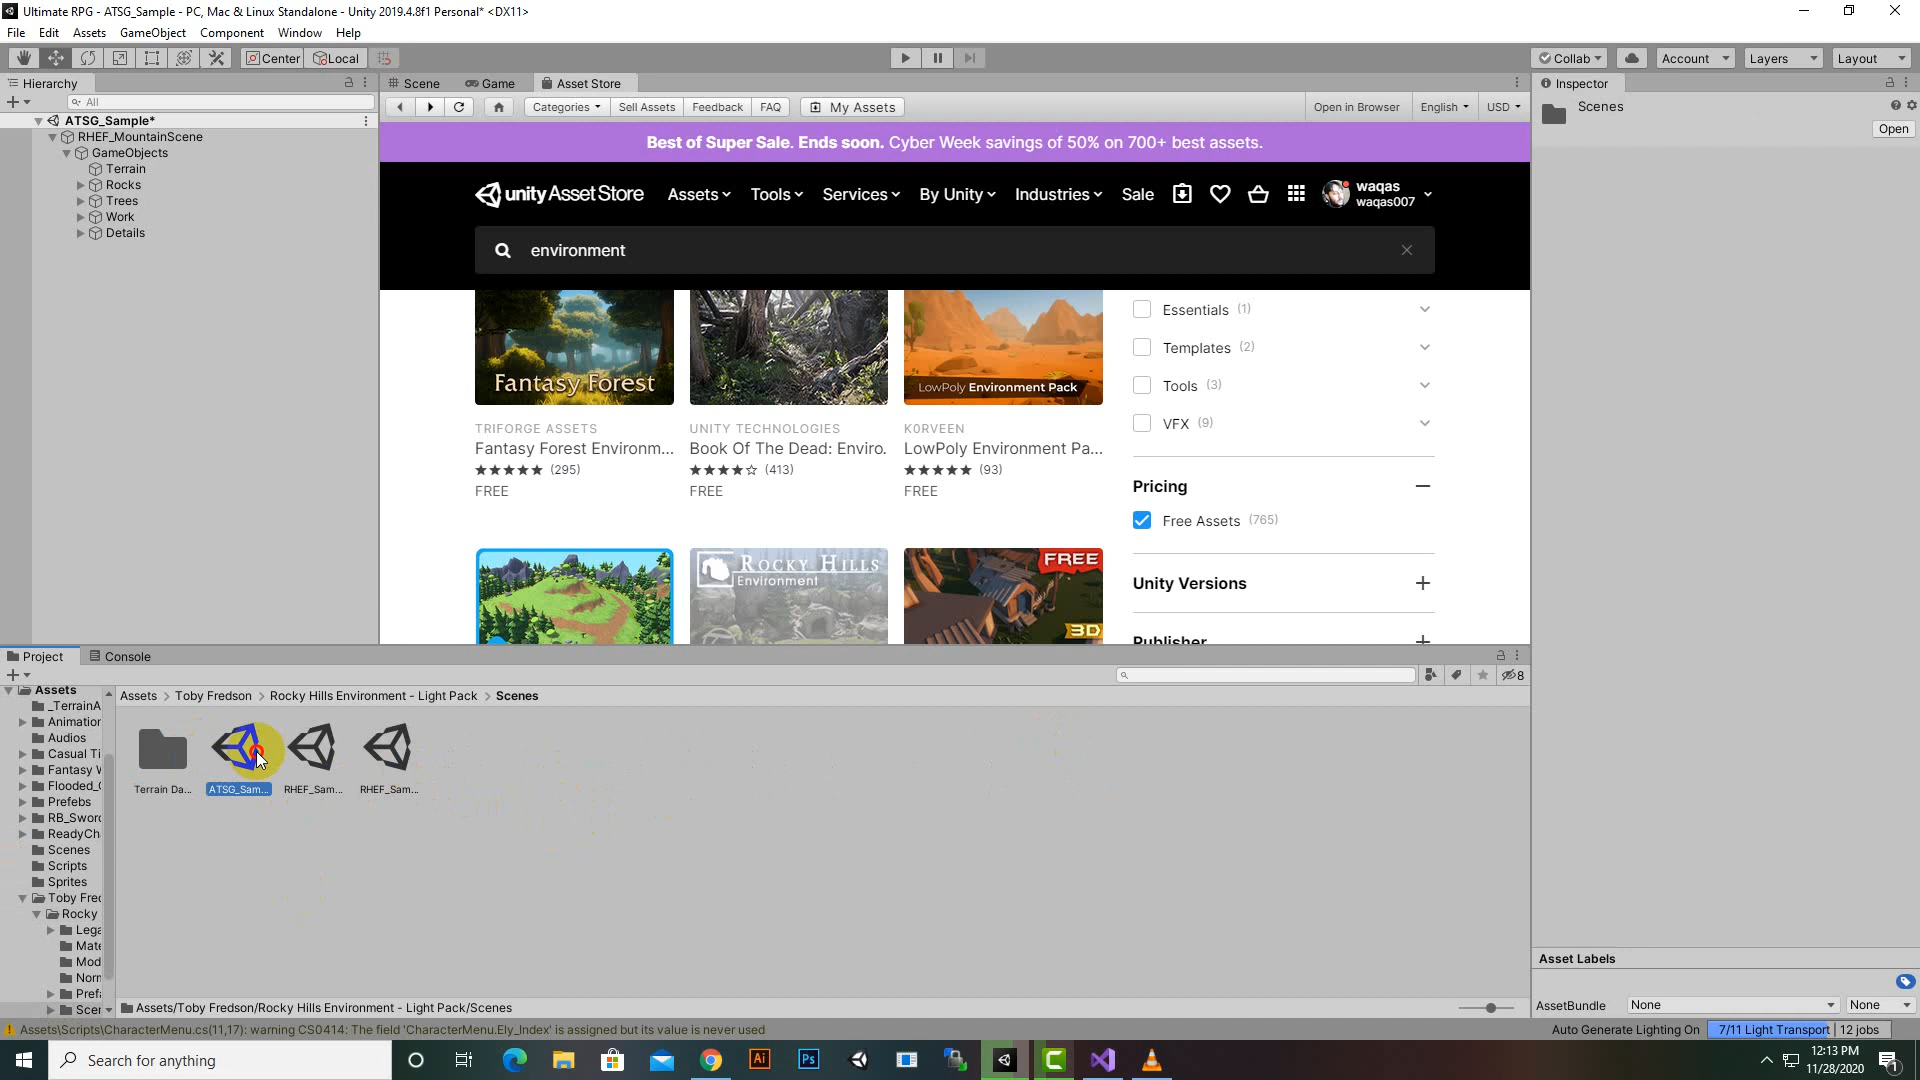 Ultimate RPG - ATSG_Sample - PC, Mac & Linux Standalone - Unity 2019.4.8f1 Personal* <DX11>
File Edit Assets GameObject Component Window Help
Center Local Collab Account Layers Layout
Hierarchy
All
ATSG_Sample*
RHEF_MountainScene
GameObjects
Terrain
Rocks
Trees
Work
Details
Scene Game Asset Store
Categories Sell Assets Feedback FAQ My Assets Open in Browser English USD
Best of Super Sale. Ends soon. Cyber Week savings of 50% on 700+ best assets.
unity Asset Store Assets Tools Services By Unity Industries Sale
waqas
waqas007
environment
Fantasy Forest
LowPoly Environment Pack
TRIFORGE ASSETS
Fantasy Forest Environm...
(295)
FREE
UNITY TECHNOLOGIES
Book Of The Dead: Enviro.
(413)
FREE
K0RVEEN
LowPoly Environment Pa...
(93)
FREE
ROCKY HILLS
Environment
FREE
3D
Essentials (1)
Templates (2)
Tools (3)
VFX (9)
Pricing
Free Assets (765)
Unity Versions
Publisher
Inspector
Scenes
Open
Project Console
8
Assets
_TerrainA
Animation
Audios
Casual Ti
Fantasy W
Flooded_
Prefebs
RB_Sword
ReadyCh
Scenes
Scripts
Sprites
Toby Fred
Rocky
Lega
Mate
Mod
Norm
Prefa
Scen
Assets > Toby Fredson > Rocky Hills Environment - Light Pack > Scenes
Terrain Da...
ATSG_Sam...
RHEF_Sam...
RHEF_Sam...
Assets/Toby Fredson/Rocky Hills Environment - Light Pack/Scenes
Asset Labels
AssetBundle None None
Assets\Scripts\CharacterMenu.cs(11,17): warning CS0414: The field 'CharacterMenu.Ely_Index' is assigned but its value is never used
Auto Generate Lighting On 7/11 Light Transport | 12 jobs
Search for anything
Ai
Ps
12:13 PM
11/28/2020
1